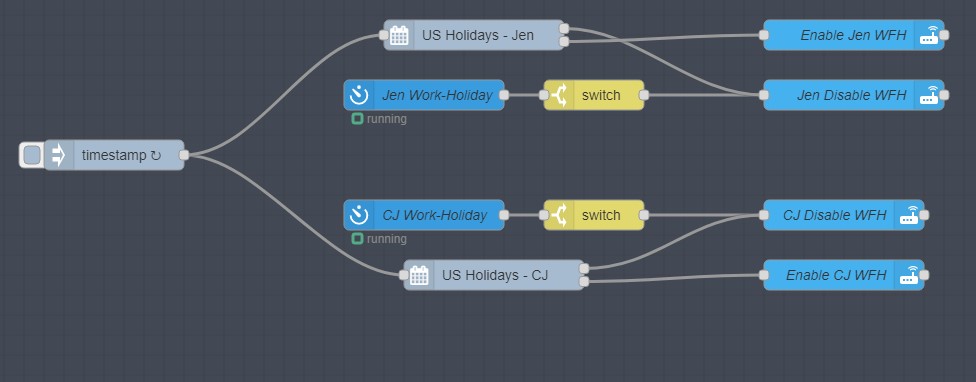 US Holidays - Jen
Enable Jen WFH
Jen Work-Holiday
switch
Jen Disable WFH
running
timestamp ↻
CJ Work-Holiday
switch
CJ Disable WFH
running
US Holidays - CJ
Enable CJ WFH